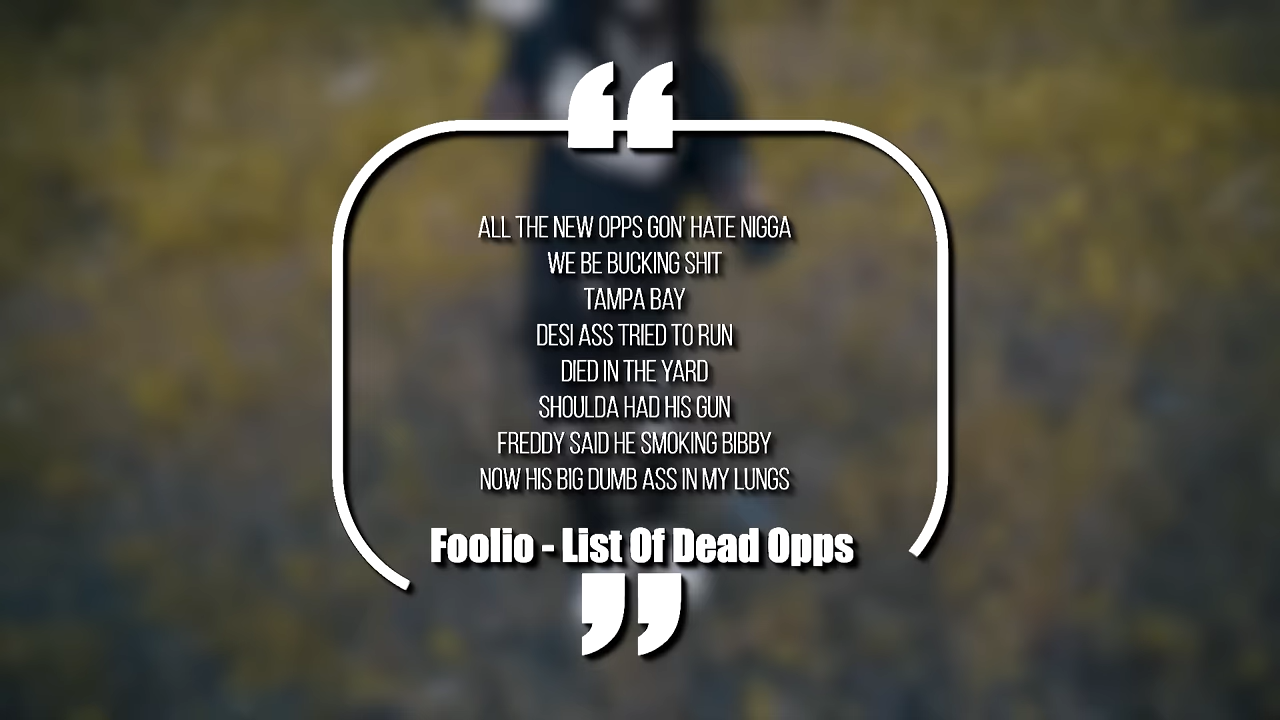 ALL THE NEW OPPS GON' HATE NIGGA
WE BE BUCKING SHIT
TAMPA BAY
DESI ASS TRIED TO RUN
DIED IN THE YARD
SHOULDA HAD HIS GUN
FREDDY SAID HE SMOKING BIBBY
NOW HIS BIG DUMB ASS IN MY LUNGS
Foolio - List Of Dead Opps